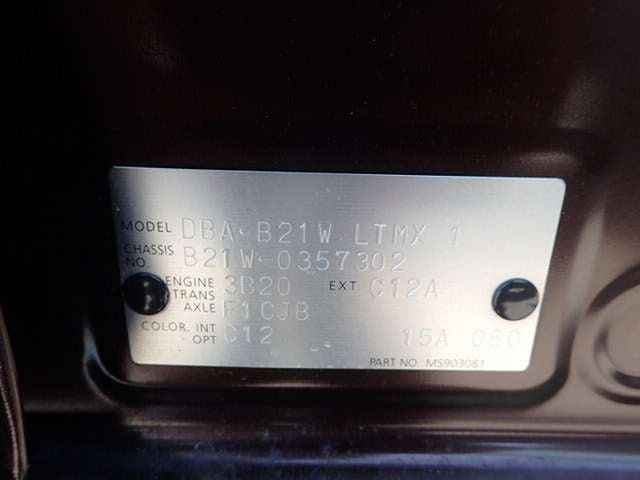 MODEL DBA-B21W LTMX 1
CHASSIS NO B21W-0357302
ENGINE 3B20 EXT C12A
TRANS AXLE F1CJB
COLOR. INT C12
OPT 15A 060
PART NO. MS903061